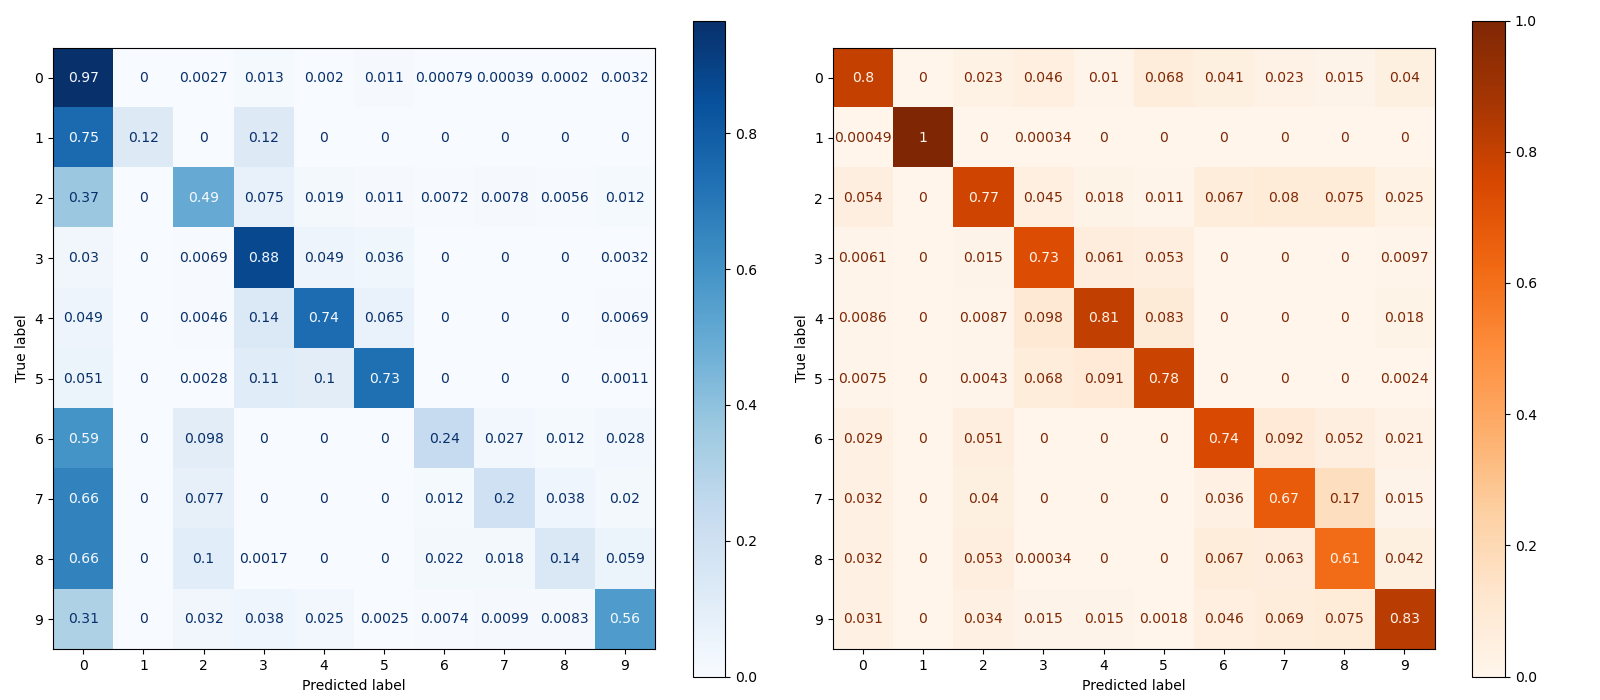 0 0.97 0 0.0027 0.013 0.002 0.011 0.00079 0.00039 0.0002 0.0032
1 0.75 0.12 0 0.12 0 0 0 0 0 0
2 0.37 0 0.49 0.075 0.019 0.011 0.0072 0.0078 0.0056 0.012
3 0.03 0 0.0069 0.88 0.049 0.036 0 0 0 0.0032
4 0.049 0 0.0046 0.14 0.74 0.065 0 0 0 0.0069
5 0.051 0 0.0028 0.11 0.1 0.73 0 0 0 0.0011
6 0.59 0 0.098 0 0 0 0.24 0.027 0.012 0.028
7 0.66 0 0.077 0 0 0 0.012 0.2 0.038 0.02
8 0.66 0 0.1 0.0017 0 0 0.022 0.018 0.14 0.059
9 0.31 0 0.032 0.038 0.025 0.0025 0.0074 0.0099 0.0083 0.56
0 1 2 3 4 5 6 7 8 9
Predicted label
True label
0.8
0.6
0.4
0.2
0.0
0 0.8 0 0.023 0.046 0.01 0.068 0.041 0.023 0.015 0.04
1 0.00049 1 0 0.00034 0 0 0 0 0 0
2 0.054 0 0.77 0.045 0.018 0.011 0.067 0.08 0.075 0.025
3 0.0061 0 0.015 0.73 0.061 0.053 0 0 0 0.0097
4 0.0086 0 0.0087 0.098 0.81 0.083 0 0 0 0.018
5 0.0075 0 0.0043 0.068 0.091 0.78 0 0 0 0.0024
6 0.029 0 0.051 0 0 0 0.74 0.092 0.052 0.021
7 0.032 0 0.04 0 0 0 0.036 0.67 0.17 0.015
8 0.032 0 0.053 0.00034 0 0 0.067 0.063 0.61 0.042
9 0.031 0 0.034 0.015 0.015 0.0018 0.046 0.069 0.075 0.83
0 1 2 3 4 5 6 7 8 9
Predicted label
True label
1.0
0.8
0.6
0.4
0.2
0.0